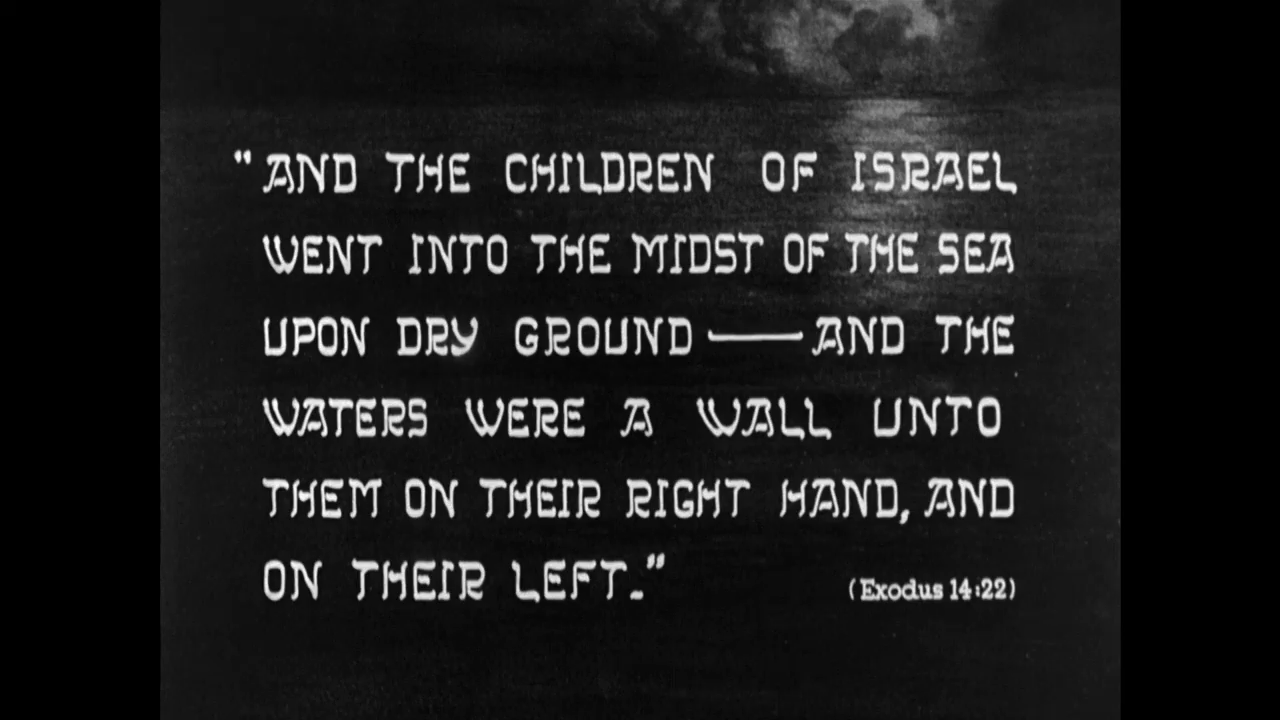 "AND THE CHILDREN OF ISRAEL
WENT INTO THE MIDST OF THE SEA
UPON DRY GROUND—AND THE
WATERS WERE A WALL UNTO
THEM ON THEIR RIGHT HAND, AND
ON THEIR LEFT."
(Exodus 14:22)